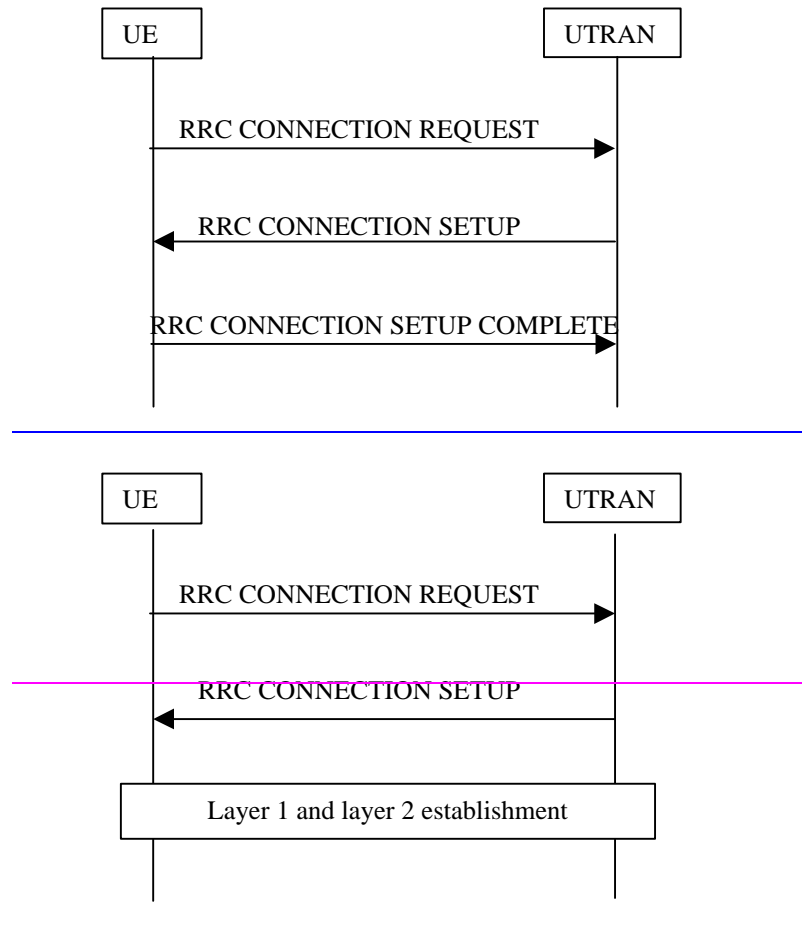 UE UTRAN
RRC CONNECTION REQUEST
RRC CONNECTION SETUP
RRC CONNECTION SETUP COMPLETE
UE UTRAN
RRC CONNECTION REQUEST
RRC CONNECTION SETUP
Layer 1 and layer 2 establishment